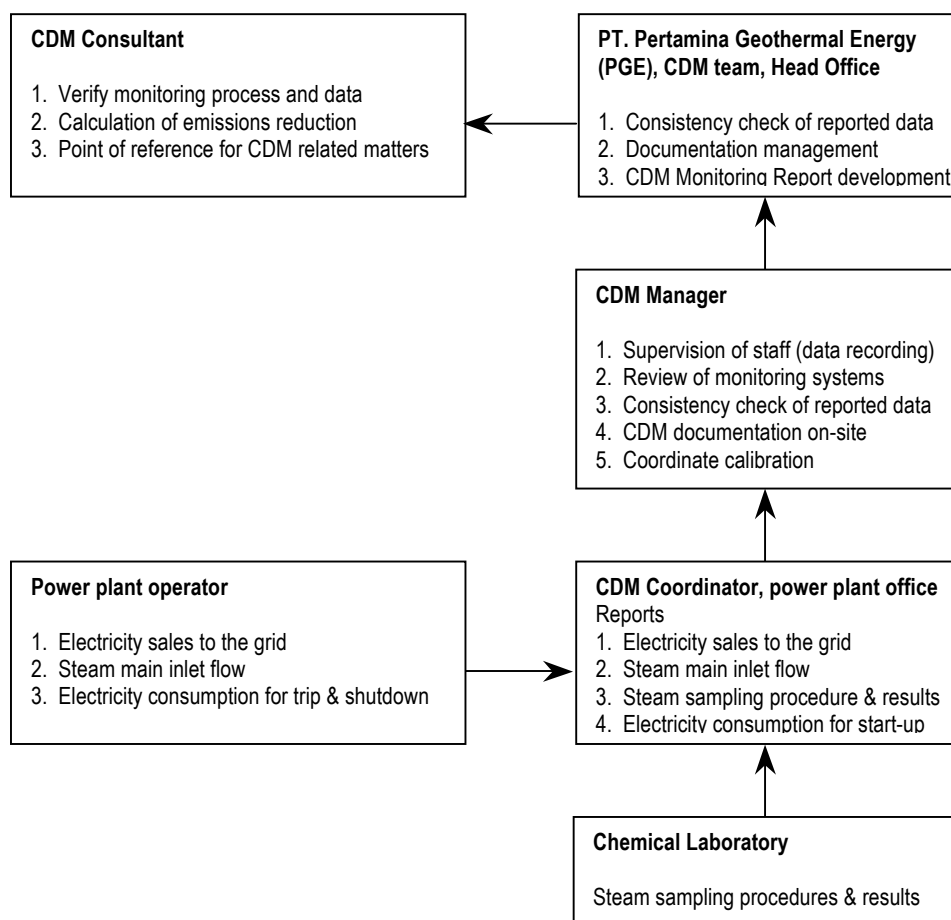 CDM Consultant
1. Verify monitoring process and data
2. Calculation of emissions reduction
3. Point of reference for CDM related matters
PT. Pertamina Geothermal Energy
(PGE), CDM team, Head Office
1. Consistency check of reported data
2. Documentation management
3. CDM Monitoring Report development
CDM Manager
1. Supervision of staff (data recording)
2. Review of monitoring systems
3. Consistency check of reported data
4. CDM documentation on-site
5. Coordinate calibration
Power plant operator
1. Electricity sales to the grid
2. Steam main inlet flow
3. Electricity consumption for trip & shutdown
CDM Coordinator, power plant office
Reports
1. Electricity sales to the grid
2. Steam main inlet flow
3. Steam sampling procedure & results
4. Electricity consumption for start-up
Chemical Laboratory
Steam sampling procedures & results